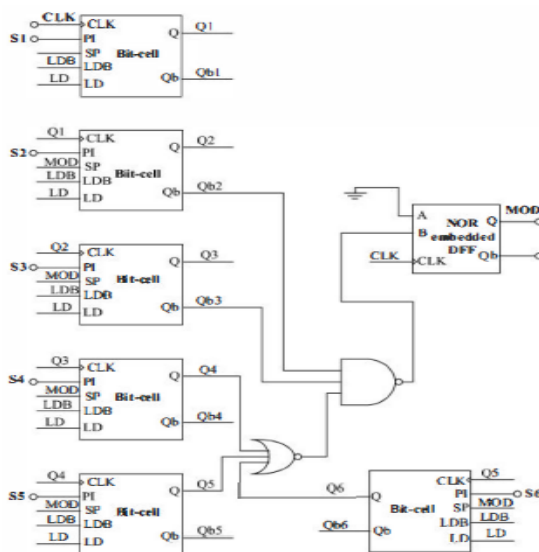 CLK CLK Q Q1
S1 PI
SP Bit-cell
LDB LDB
LD LD Qb Qb1
Q1 CLK Q Q2
S2 PI
MOD SP Bit-cell
LDB LDB Qb Qb2
LD LD
A NOR Q MOD
B embedded
CLK CLK DFF Qb
Q2 CLK Q Q3
S3 PI
MOD SP Bit-cell
LDB LDB Qb Qb3
LD LD
Q3 CLK Q Q4
S4 PI
MOD SP Bit-cell
LDB LDB
LD LD Qb Qb4
Q4 CLK Q Q5
S5 PI
MOD SP Bit-cell
LDB LDB
LD LD Qb Qb5
Q6 Q CLK Q5
PI S6
Bit-cell SP MOD
Qb6 Qb LDB LDB
LD LD